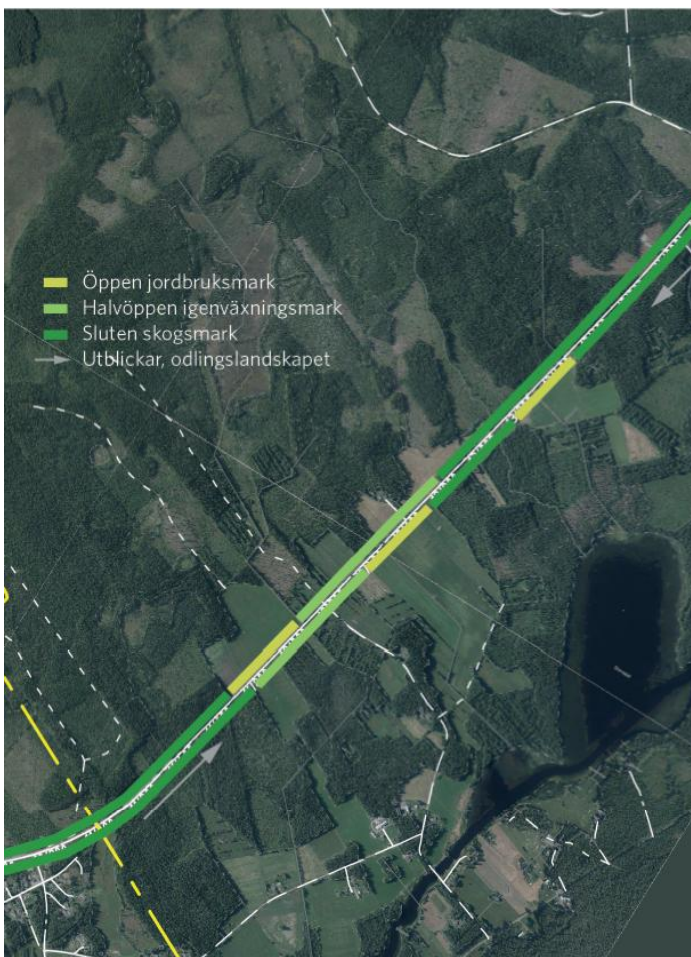 Öppen jordbruksmark
Halvöppen igenväxningsmark
Sluten skogsmark
Utblickar, odlingslandskapet